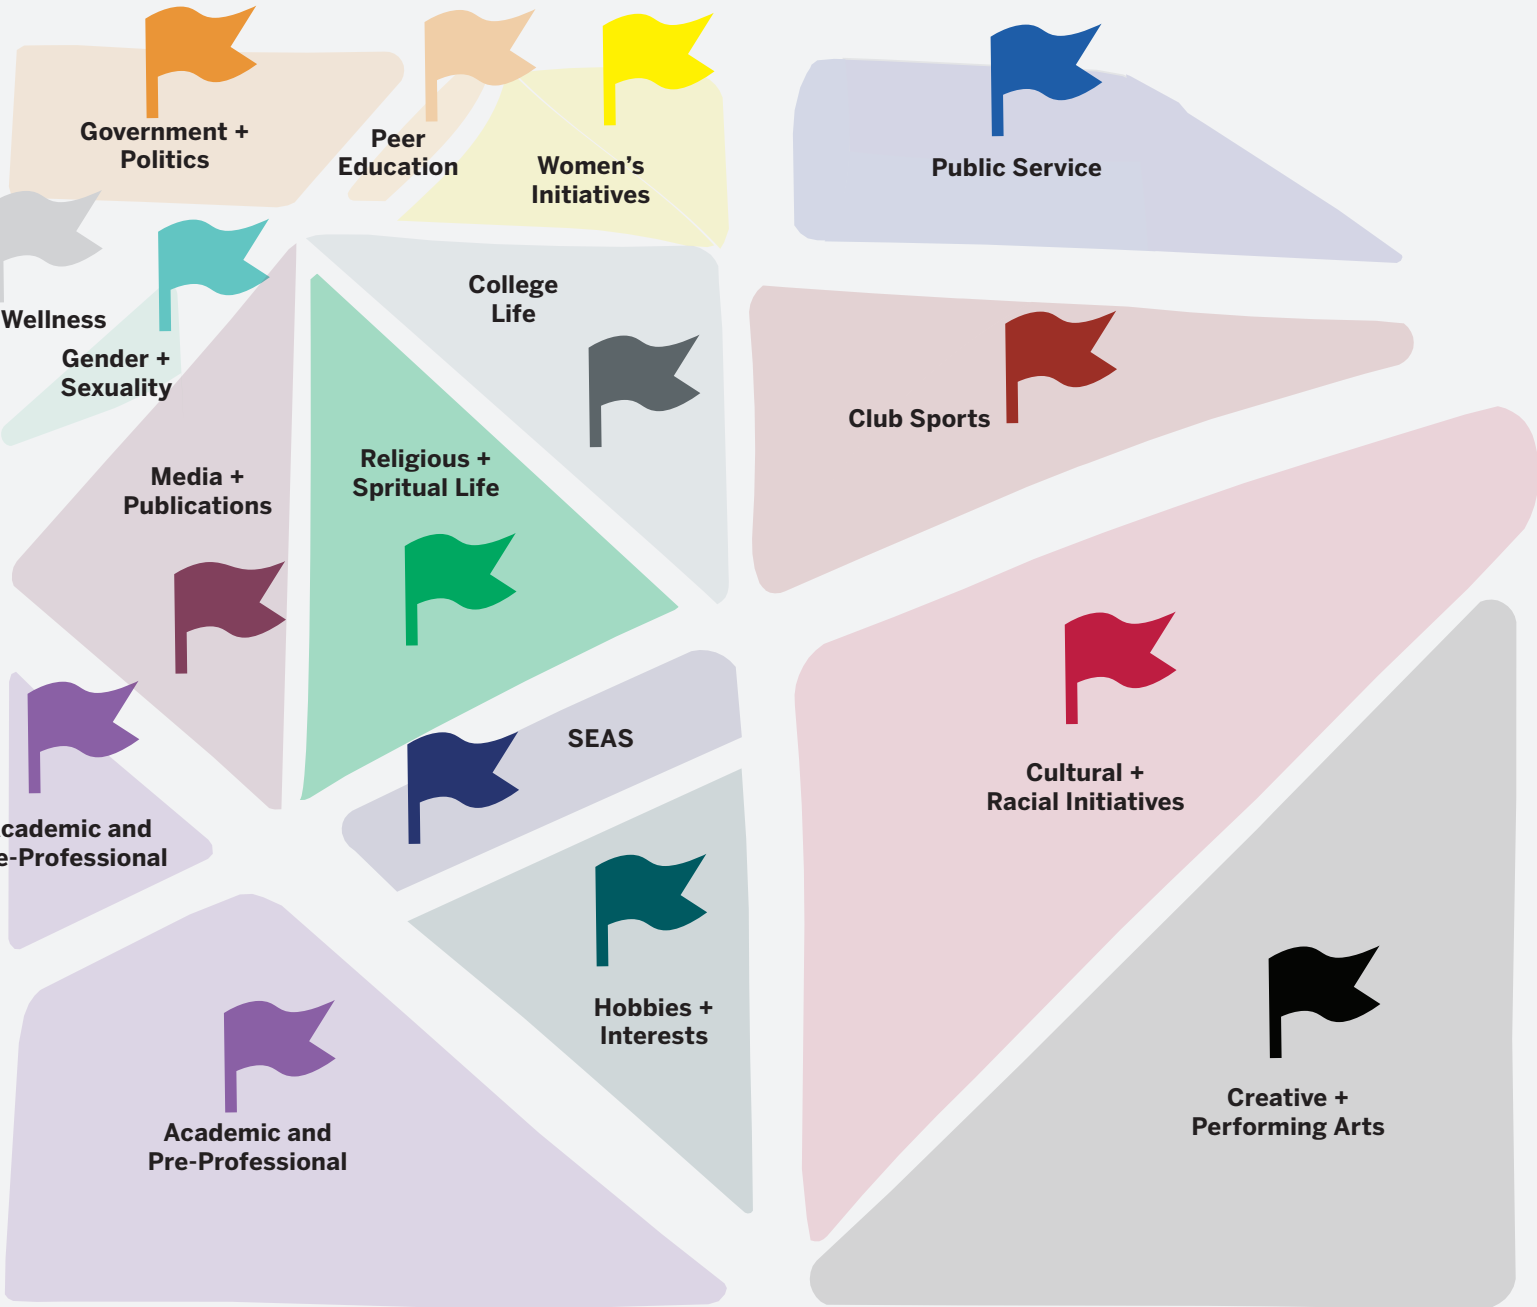 Government +
Politics
Peer
Education
Women's
Initiatives
Public Service
Wellness
Gender +
Sexuality
College
Life
Club Sports
Media +
Publications
Religious +
Spritual Life
SEAS
Cultural +
Racial Initiatives
cademic and
e-Professional
Hobbies +
Interests
Academic and
Pre-Professional
Creative +
Performing Arts